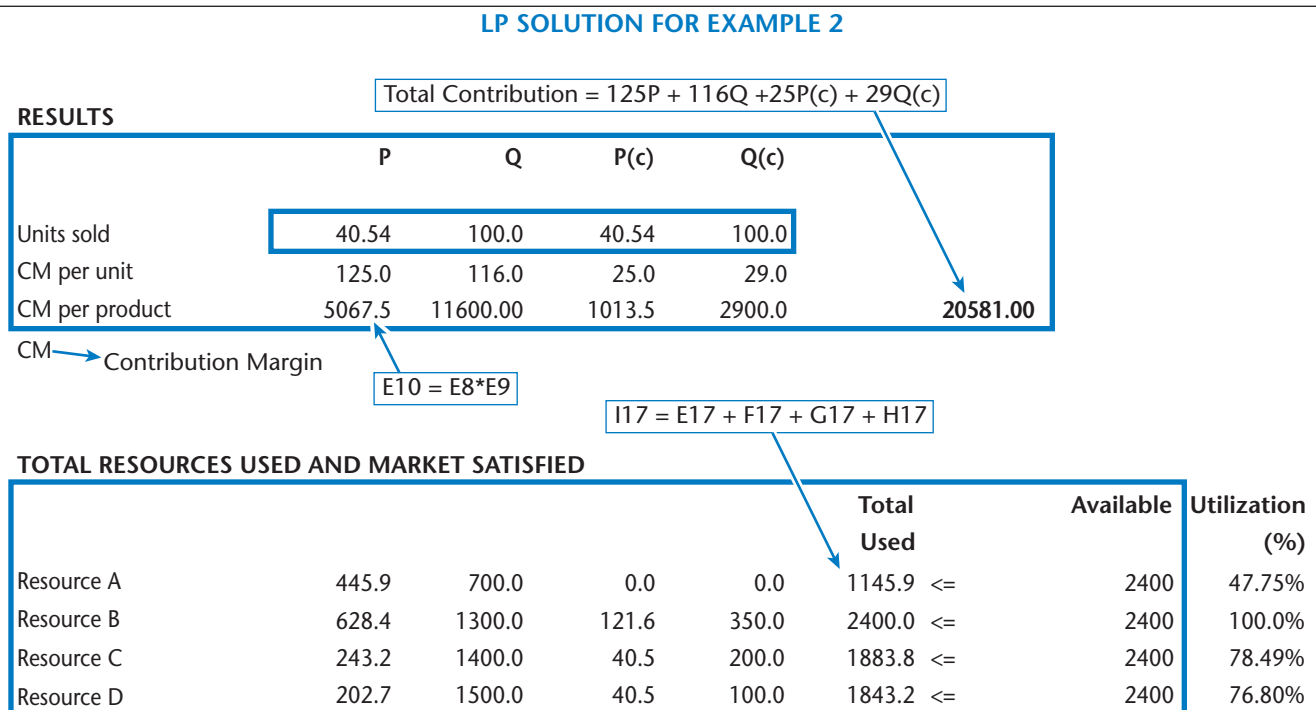 LP SOLUTION FOR EXAMPLE 2
Total Contribution = 125P + 116Q +25P(c) + 29Q(c)
RESULTS
P Q P(c) Q(c)
Units sold 40.54 100.0 40.54 100.0
CM per unit 125.0 116.0 25.0 29.0
CM per product 5067.5 11600.00 1013.5 2900.0 20581.00
CM Contribution Margin
E10 = E8*E9
I17 = E17 + F17 + G17 + H17
TOTAL RESOURCES USED AND MARKET SATISFIED
Total Available Utilization
Used (%)
Resource A 445.9 700.0 0.0 0.0 1145.9 <= 2400 47.75%
Resource B 628.4 1300.0 121.6 350.0 2400.0 <= 2400 100.0%
Resource C 243.2 1400.0 40.5 200.0 1883.8 <= 2400 78.49%
Resource D 202.7 1500.0 40.5 100.0 1843.2 <= 2400 76.80%